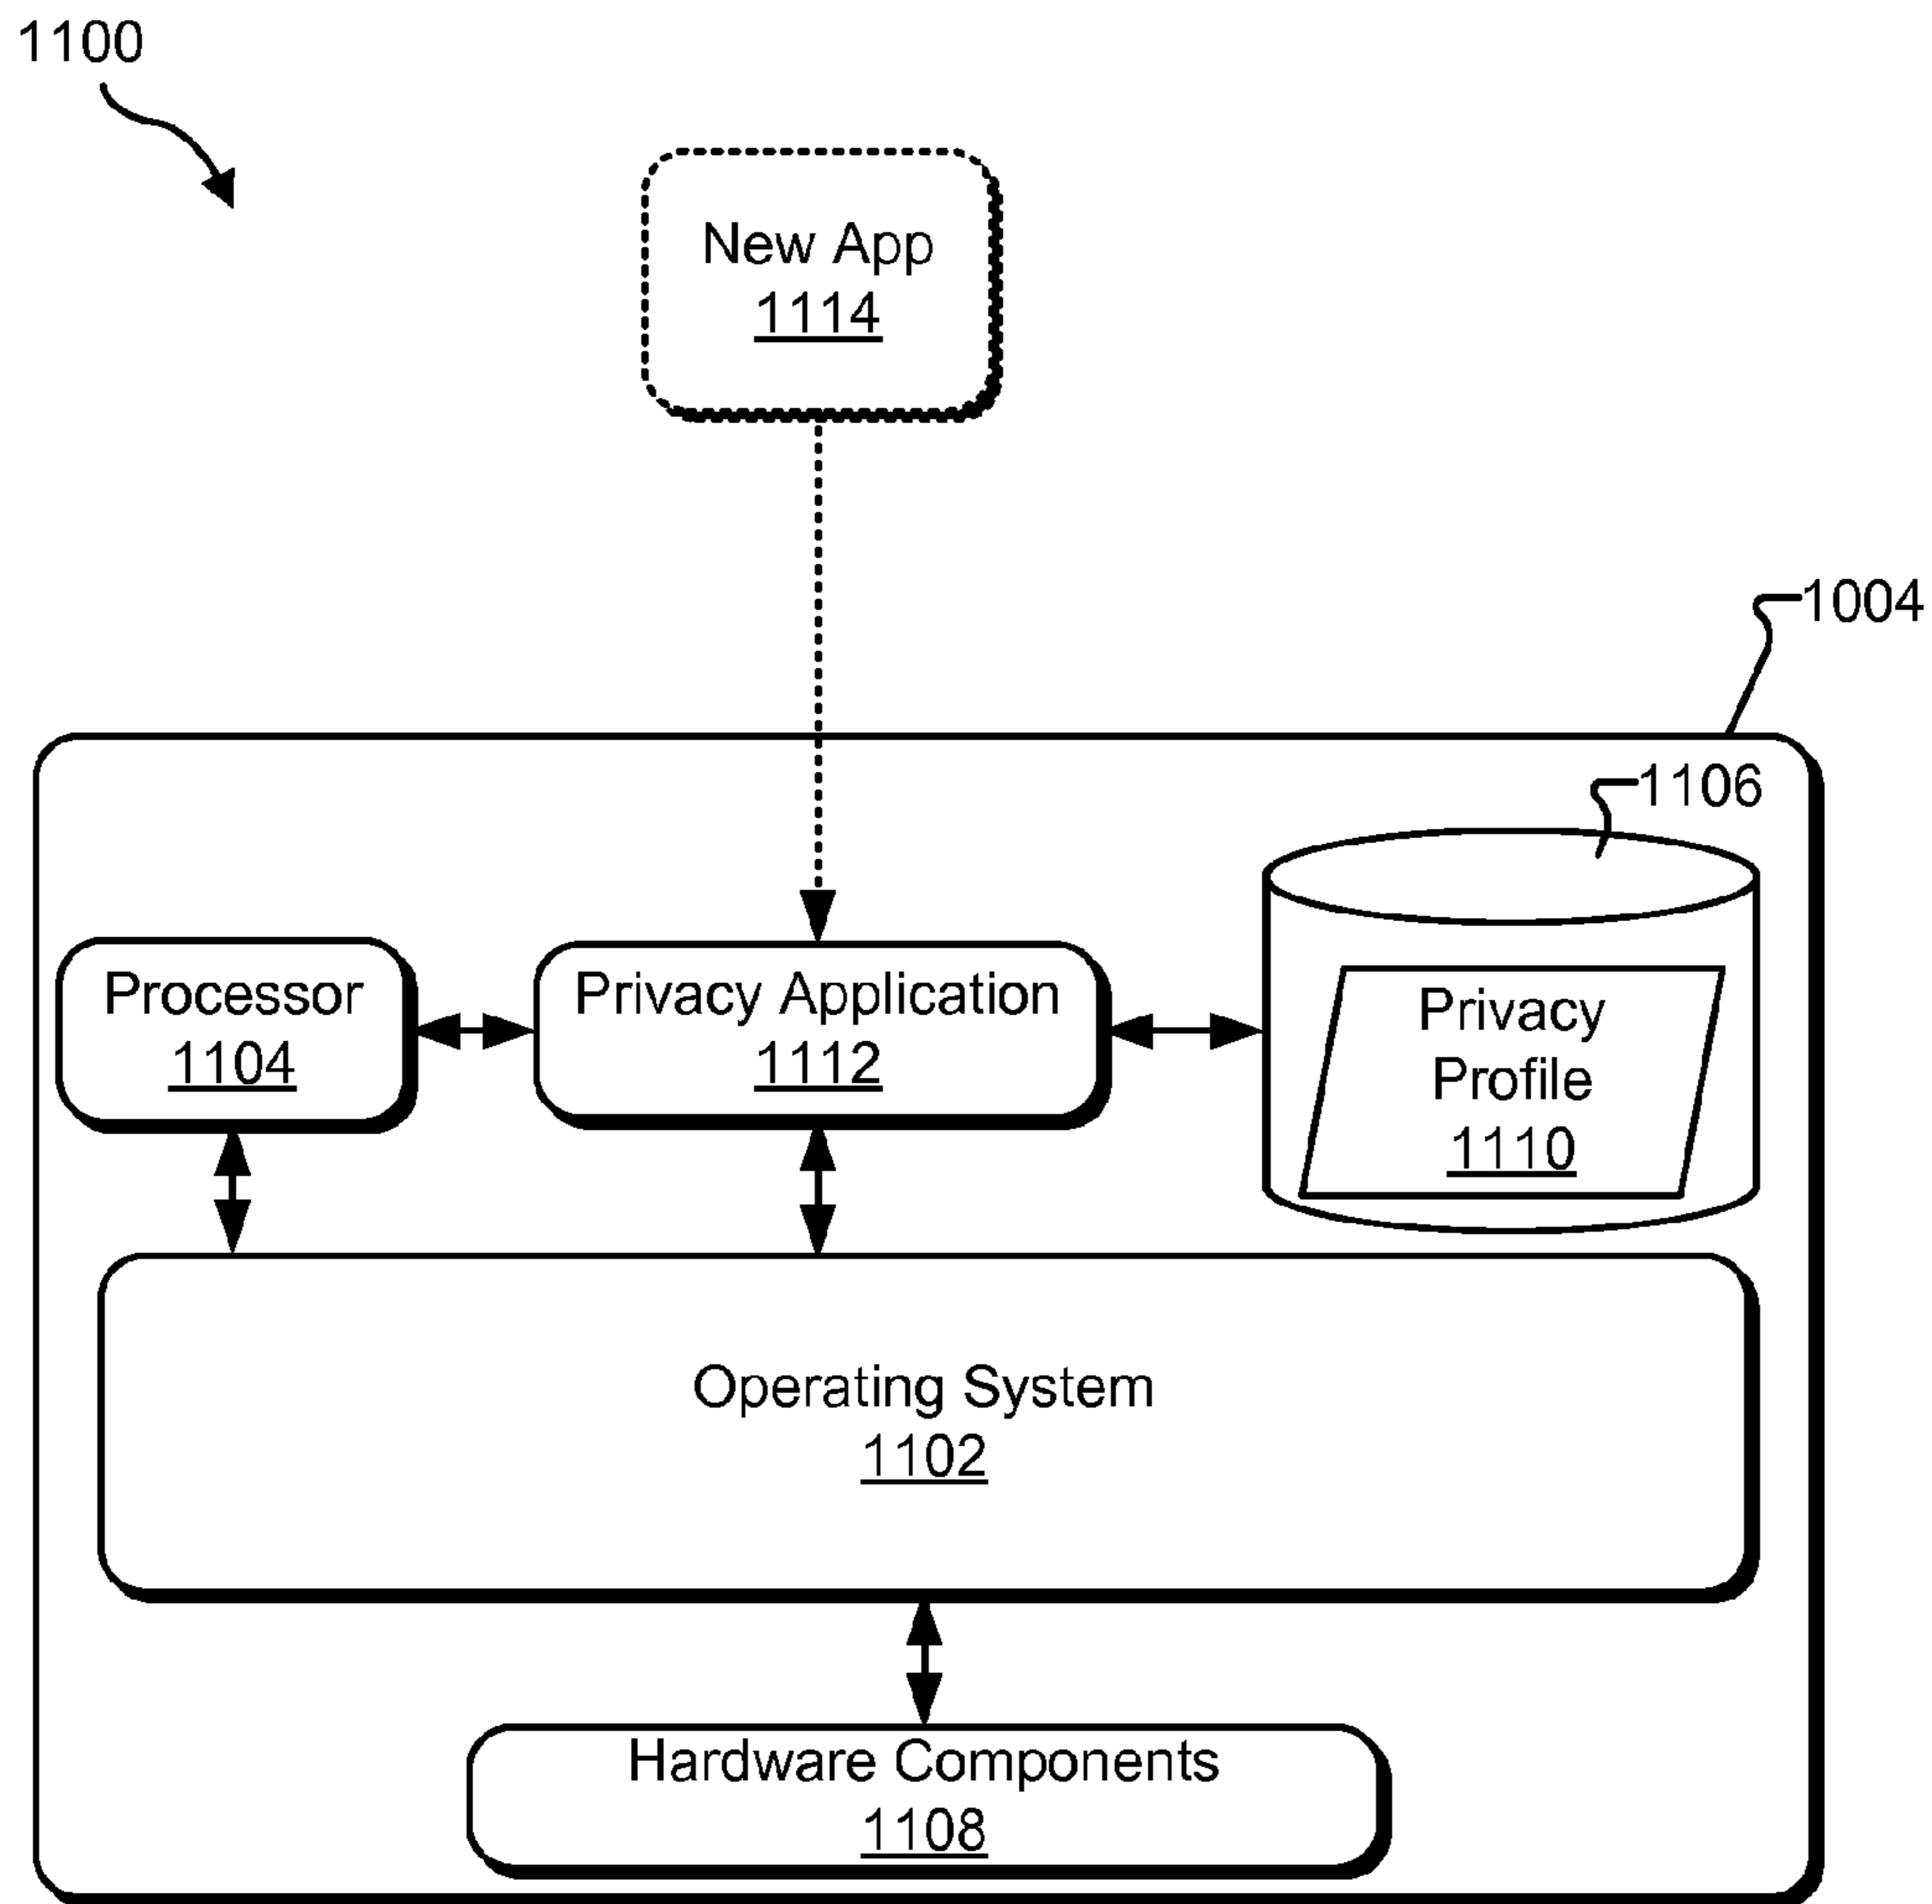 1100
New App
1114
1004
1106
Processor
1104
Privacy Application
1112
Privacy
Profile
1110
Operating System
1102
Hardware Components
1108